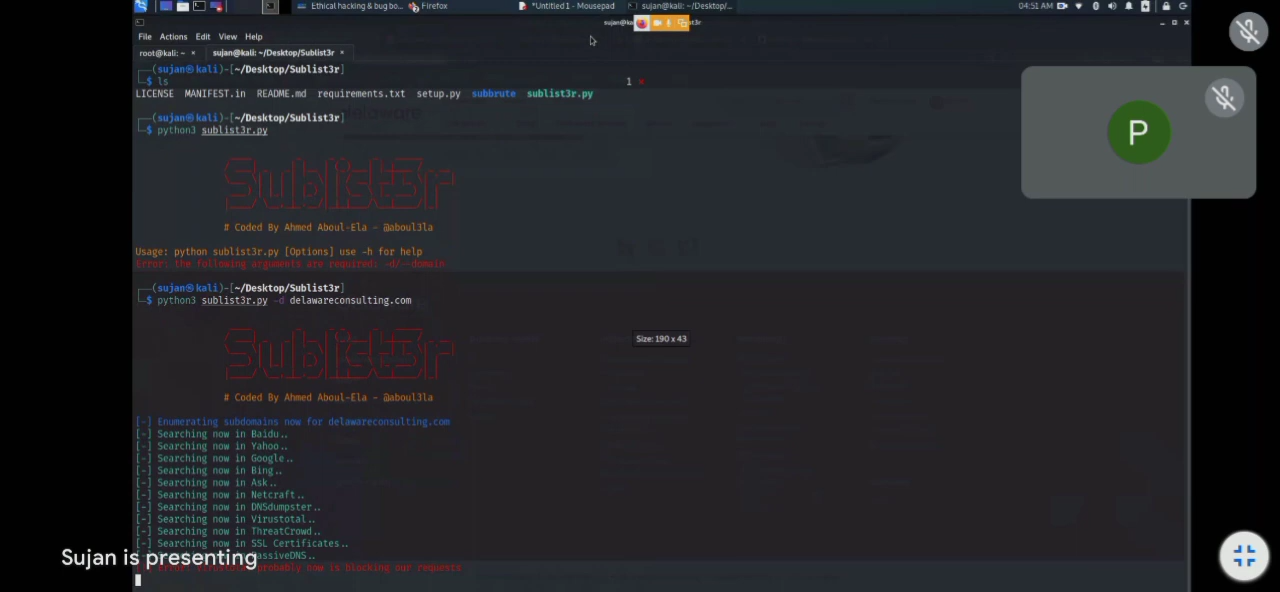 Ethical hacking & bug bo... Firefox *Untitled 1 - Mousepad sujan@kali: ~/Desktop/... 04:51 AM
File Actions Edit View Help
root@kali: ~ × sujan@kali: ~/Desktop/Sublist3r ×
(sujan㉿kali)-[~/Desktop/Sublist3r]
$ ls
1
LICENSE MANIFEST.in README.md requirements.txt setup.py subbrute sublist3r.py
(sujan㉿kali)-[~/Desktop/Sublist3r]
$ python3 sublist3r.py
Sublist3r
# Coded By Ahmed Aboul-Ela - @aboul3la
Usage: python sublist3r.py [Options] use -h for help
Error: the following arguments are required: -d/--domain
(sujan㉿kali)-[~/Desktop/Sublist3r]
$ python3 sublist3r.py -d delawareconsulting.com
Size: 190 x 43
Sublist3r
# Coded By Ahmed Aboul-Ela - @aboul3la
[-] Enumerating subdomains now for delawareconsulting.com
[-] Searching now in Baidu..
[-] Searching now in Yahoo..
[-] Searching now in Google..
[-] Searching now in Bing..
[-] Searching now in Ask..
[-] Searching now in Netcraft..
[-] Searching now in DNSdumpster..
[-] Searching now in Virustotal..
[-] Searching now in ThreatCrowd..
[-] Searching now in SSL Certificates..
[-] Searching now in PassiveDNS..
[!] Error: Virustotal probably now is blocking our requests
Sujan is presenting
P